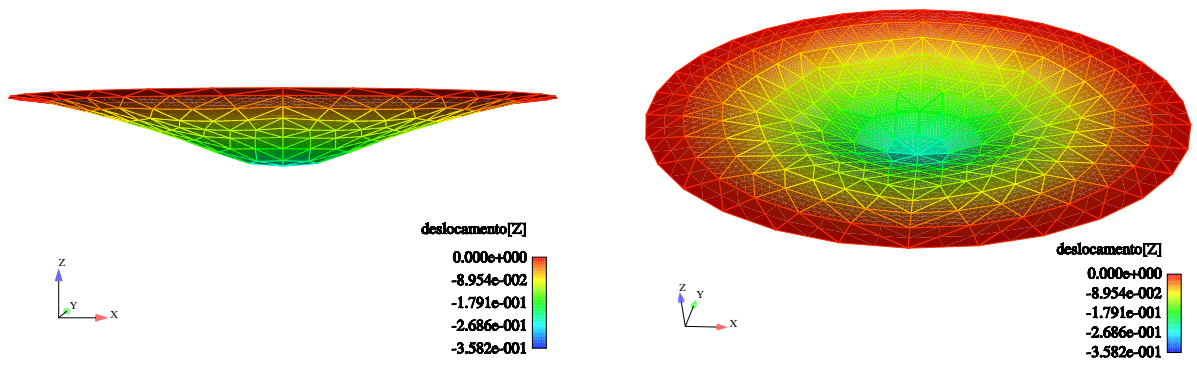 deslocamento[Z]
0.000e+000
-8.954e-002
-1.791e-001
-2.686e-001
-3.582e-001
Z
Y
X
deslocamento[Z]
0.000e+000
-8.954e-002
-1.791e-001
-2.686e-001
-3.582e-001
Z
Y
X